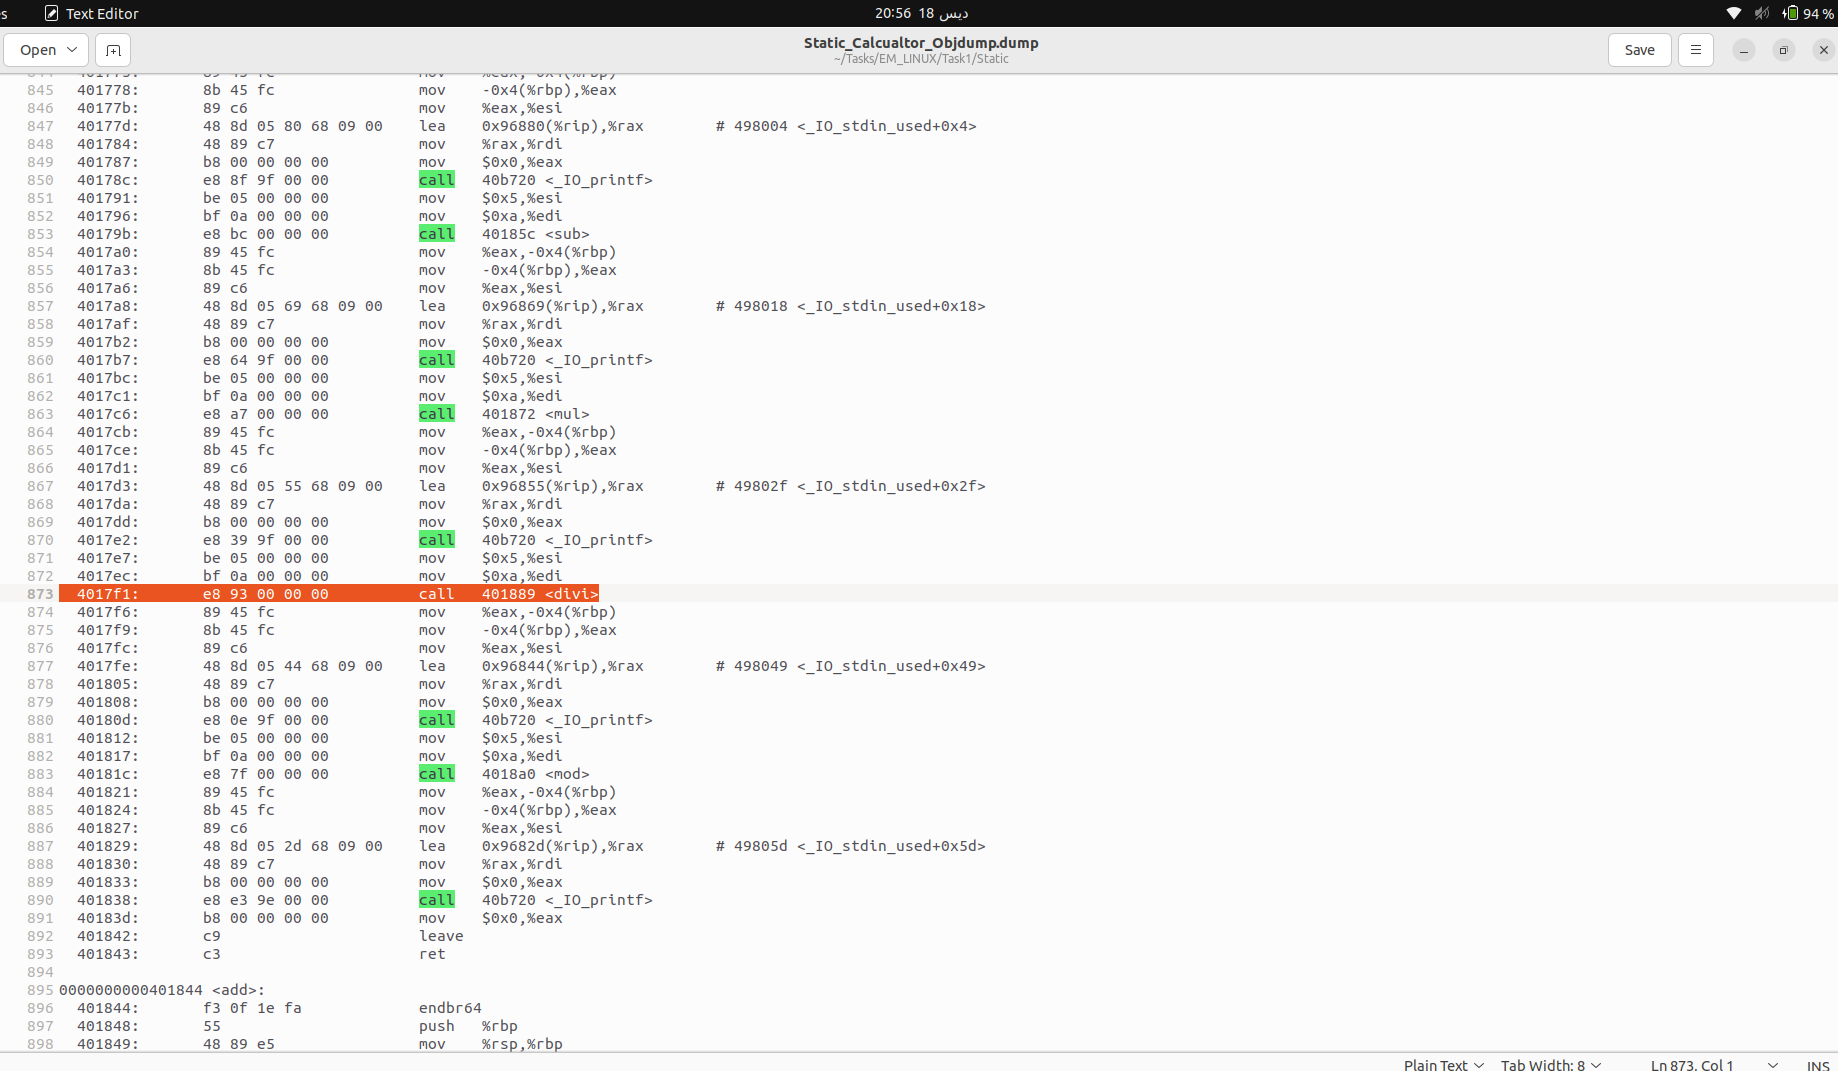 s Text Editor 20:56 18 ديس 94 %
Open Static_Calcualtor_Objdump.dump Save
~/Tasks/EM_LINUX/Task1/Static
845 401778: 8b 45 fc mov -0x4(%rbp),%eax
846 40177b: 89 c6 mov %eax,%esi
847 40177d: 48 8d 05 80 68 09 00 lea 0x96880(%rip),%rax # 498004 <_IO_stdin_used+0x4>
848 401784: 48 89 c7 mov %rax,%rdi
849 401787: b8 00 00 00 00 mov $0x0,%eax
850 40178c: e8 8f 9f 00 00 call 40b720 <_IO_printf>
851 401791: be 05 00 00 00 mov $0x5,%esi
852 401796: bf 0a 00 00 00 mov $0xa,%edi
853 40179b: e8 bc 00 00 00 call 40185c <sub>
854 4017a0: 89 45 fc mov %eax,-0x4(%rbp)
855 4017a3: 8b 45 fc mov -0x4(%rbp),%eax
856 4017a6: 89 c6 mov %eax,%esi
857 4017a8: 48 8d 05 69 68 09 00 lea 0x96869(%rip),%rax # 498018 <_IO_stdin_used+0x18>
858 4017af: 48 89 c7 mov %rax,%rdi
859 4017b2: b8 00 00 00 00 mov $0x0,%eax
860 4017b7: e8 64 9f 00 00 call 40b720 <_IO_printf>
861 4017bc: be 05 00 00 00 mov $0x5,%esi
862 4017c1: bf 0a 00 00 00 mov $0xa,%edi
863 4017c6: e8 a7 00 00 00 call 401872 <mul>
864 4017cb: 89 45 fc mov %eax,-0x4(%rbp)
865 4017ce: 8b 45 fc mov -0x4(%rbp),%eax
866 4017d1: 89 c6 mov %eax,%esi
867 4017d3: 48 8d 05 55 68 09 00 lea 0x96855(%rip),%rax # 49802f <_IO_stdin_used+0x2f>
868 4017da: 48 89 c7 mov %rax,%rdi
869 4017dd: b8 00 00 00 00 mov $0x0,%eax
870 4017e2: e8 39 9f 00 00 call 40b720 <_IO_printf>
871 4017e7: be 05 00 00 00 mov $0x5,%esi
872 4017ec: bf 0a 00 00 00 mov $0xa,%edi
873 4017f1: e8 93 00 00 00 call 401889 <divi>
874 4017f6: 89 45 fc mov %eax,-0x4(%rbp)
875 4017f9: 8b 45 fc mov -0x4(%rbp),%eax
876 4017fc: 89 c6 mov %eax,%esi
877 4017fe: 48 8d 05 44 68 09 00 lea 0x96844(%rip),%rax # 498049 <_IO_stdin_used+0x49>
878 401805: 48 89 c7 mov %rax,%rdi
879 401808: b8 00 00 00 00 mov $0x0,%eax
880 40180d: e8 0e 9f 00 00 call 40b720 <_IO_printf>
881 401812: be 05 00 00 00 mov $0x5,%esi
882 401817: bf 0a 00 00 00 mov $0xa,%edi
883 40181c: e8 7f 00 00 00 call 4018a0 <mod>
884 401821: 89 45 fc mov %eax,-0x4(%rbp)
885 401824: 8b 45 fc mov -0x4(%rbp),%eax
886 401827: 89 c6 mov %eax,%esi
887 401829: 48 8d 05 2d 68 09 00 lea 0x9682d(%rip),%rax # 49805d <_IO_stdin_used+0x5d>
888 401830: 48 89 c7 mov %rax,%rdi
889 401833: b8 00 00 00 00 mov $0x0,%eax
890 401838: e8 e3 9e 00 00 call 40b720 <_IO_printf>
891 40183d: b8 00 00 00 00 mov $0x0,%eax
892 401842: c9 leave
893 401843: c3 ret
894
895 0000000000401844 <add>:
896 401844: f3 0f 1e fa endbr64
897 401848: 55 push %rbp
898 401849: 48 89 e5 mov %rsp,%rbp
Plain Text Tab Width: 8 Ln 873, Col 1 INS